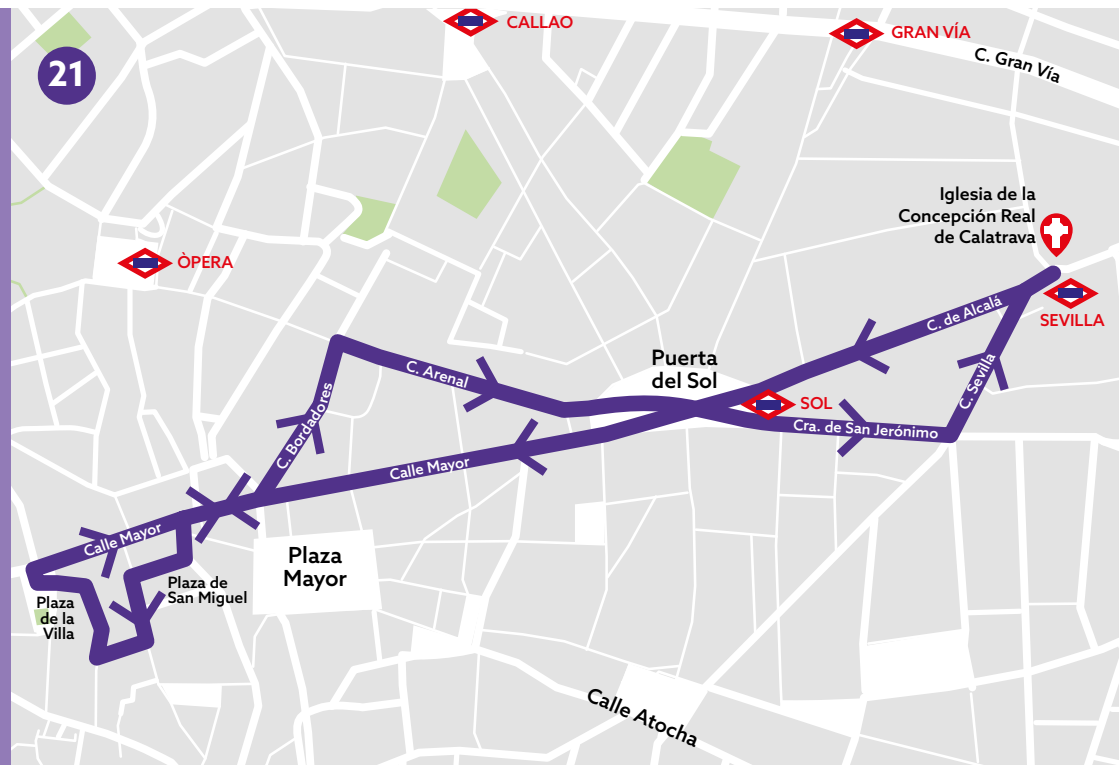 21
CALLAO
GRAN VÍA
C. Gran Vía
Iglesia de la
Concepción Real
de Calatrava
ÒPERA
SEVILLA
C. de Alcalá
Puerta
del Sol
C. Arenal
SOL
C. Sevilla
Cra. de San Jerónimo
C. Bordadores
Calle Mayor
Calle Mayor
Plaza
Mayor
Plaza de
San Miguel
Plaza
de la
Villa
Calle Atocha